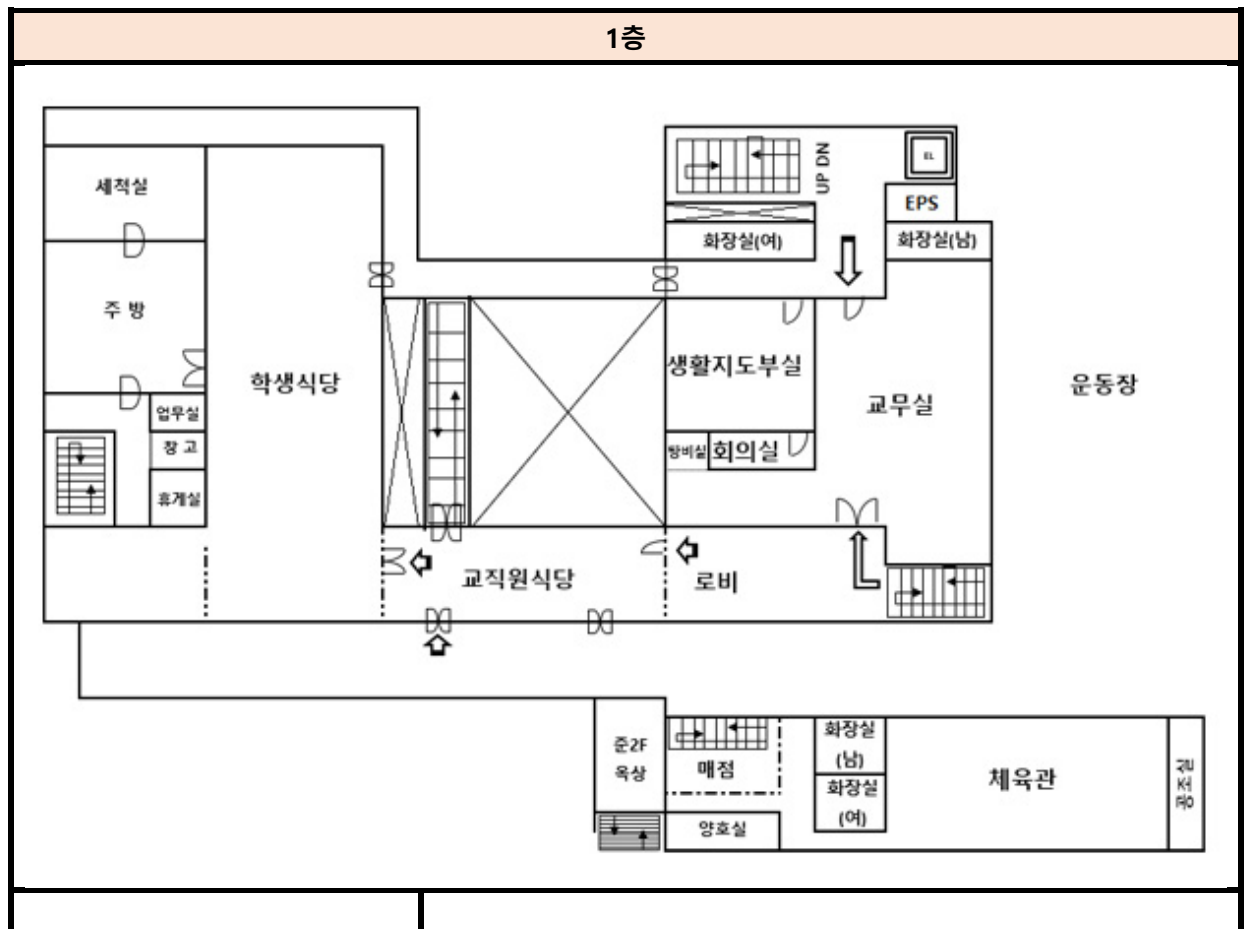 1층
세척실
UP DN
EL
EPS
화장실(여)
화장실(남)
주 방
학생식당
생활지도부실
교무실
운동장
업무실
창 고
탕비실
회의실
휴게실
교직원식당
로비
준2F
옥상
매점
화장실
(남)
화장실
(여)
체육관
공조실
양호실